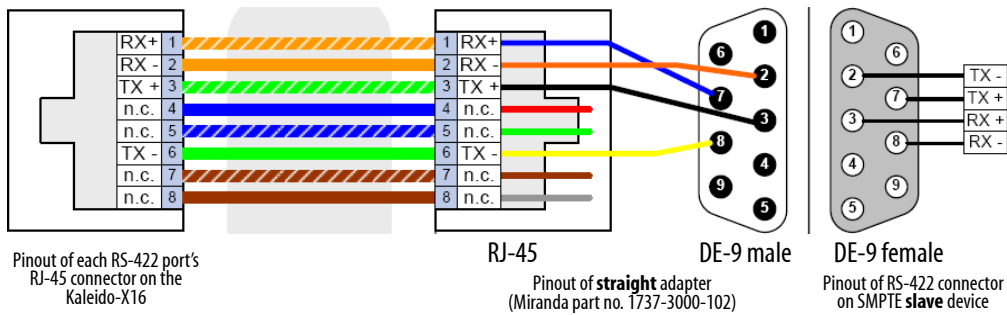 RX+ 1
RX - 2
TX + 3
n.c. 4
n.c. 5
TX - 6
n.c. 7
n.c. 8
1 RX+
2 RX -
3 TX +
4 n.c.
5 n.c.
6 TX -
7 n.c.
8 n.c.
1
6
2
7
3
8
4
9
5
1
6
2
7
3
8
4
9
5
TX -
TX +
RX +
RX -
RJ-45
DE-9 male
DE-9 female
Pinout of each RS-422 port's
RJ-45 connector on the
Kaleido-X16
Pinout of straight adapter
(Miranda part no. 1737-3000-102)
Pinout of RS-422 connector
on SMPTE slave device